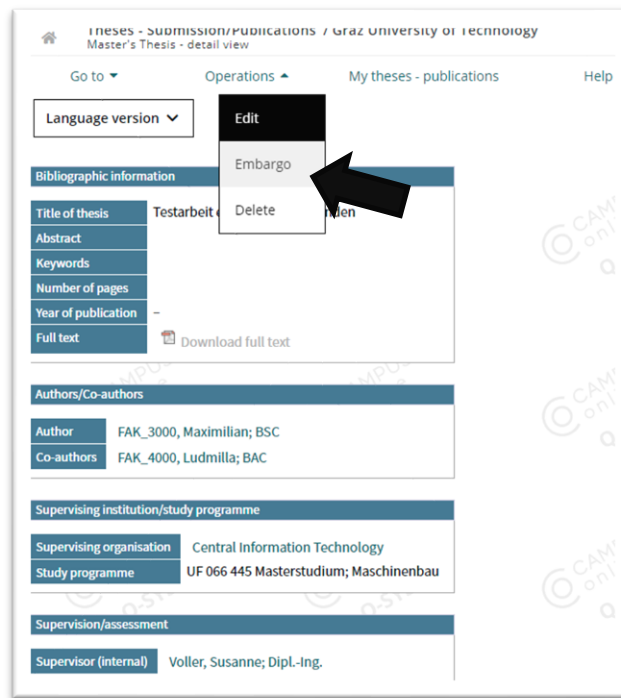 Theses - Submission/Publications / Graz University of Technology
Master's Thesis - detail view
Go to Operations My theses - publications Help
Language version
Edit
Embargo
Delete
Bibliographic information
Title of thesis Testarbeit
Abstract
Keywords
Number of pages
Year of publication –
Full text Download full text
Authors/Co-authors
Author FAK_3000, Maximilian; BSC
Co-authors FAK_4000, Ludmilla; BAC
Supervising institution/study programme
Supervising organisation Central Information Technology
Study programme UF 066 445 Masterstudium; Maschinenbau
Supervision/assessment
Supervisor (internal) Voller, Susanne; Dipl.-Ing.